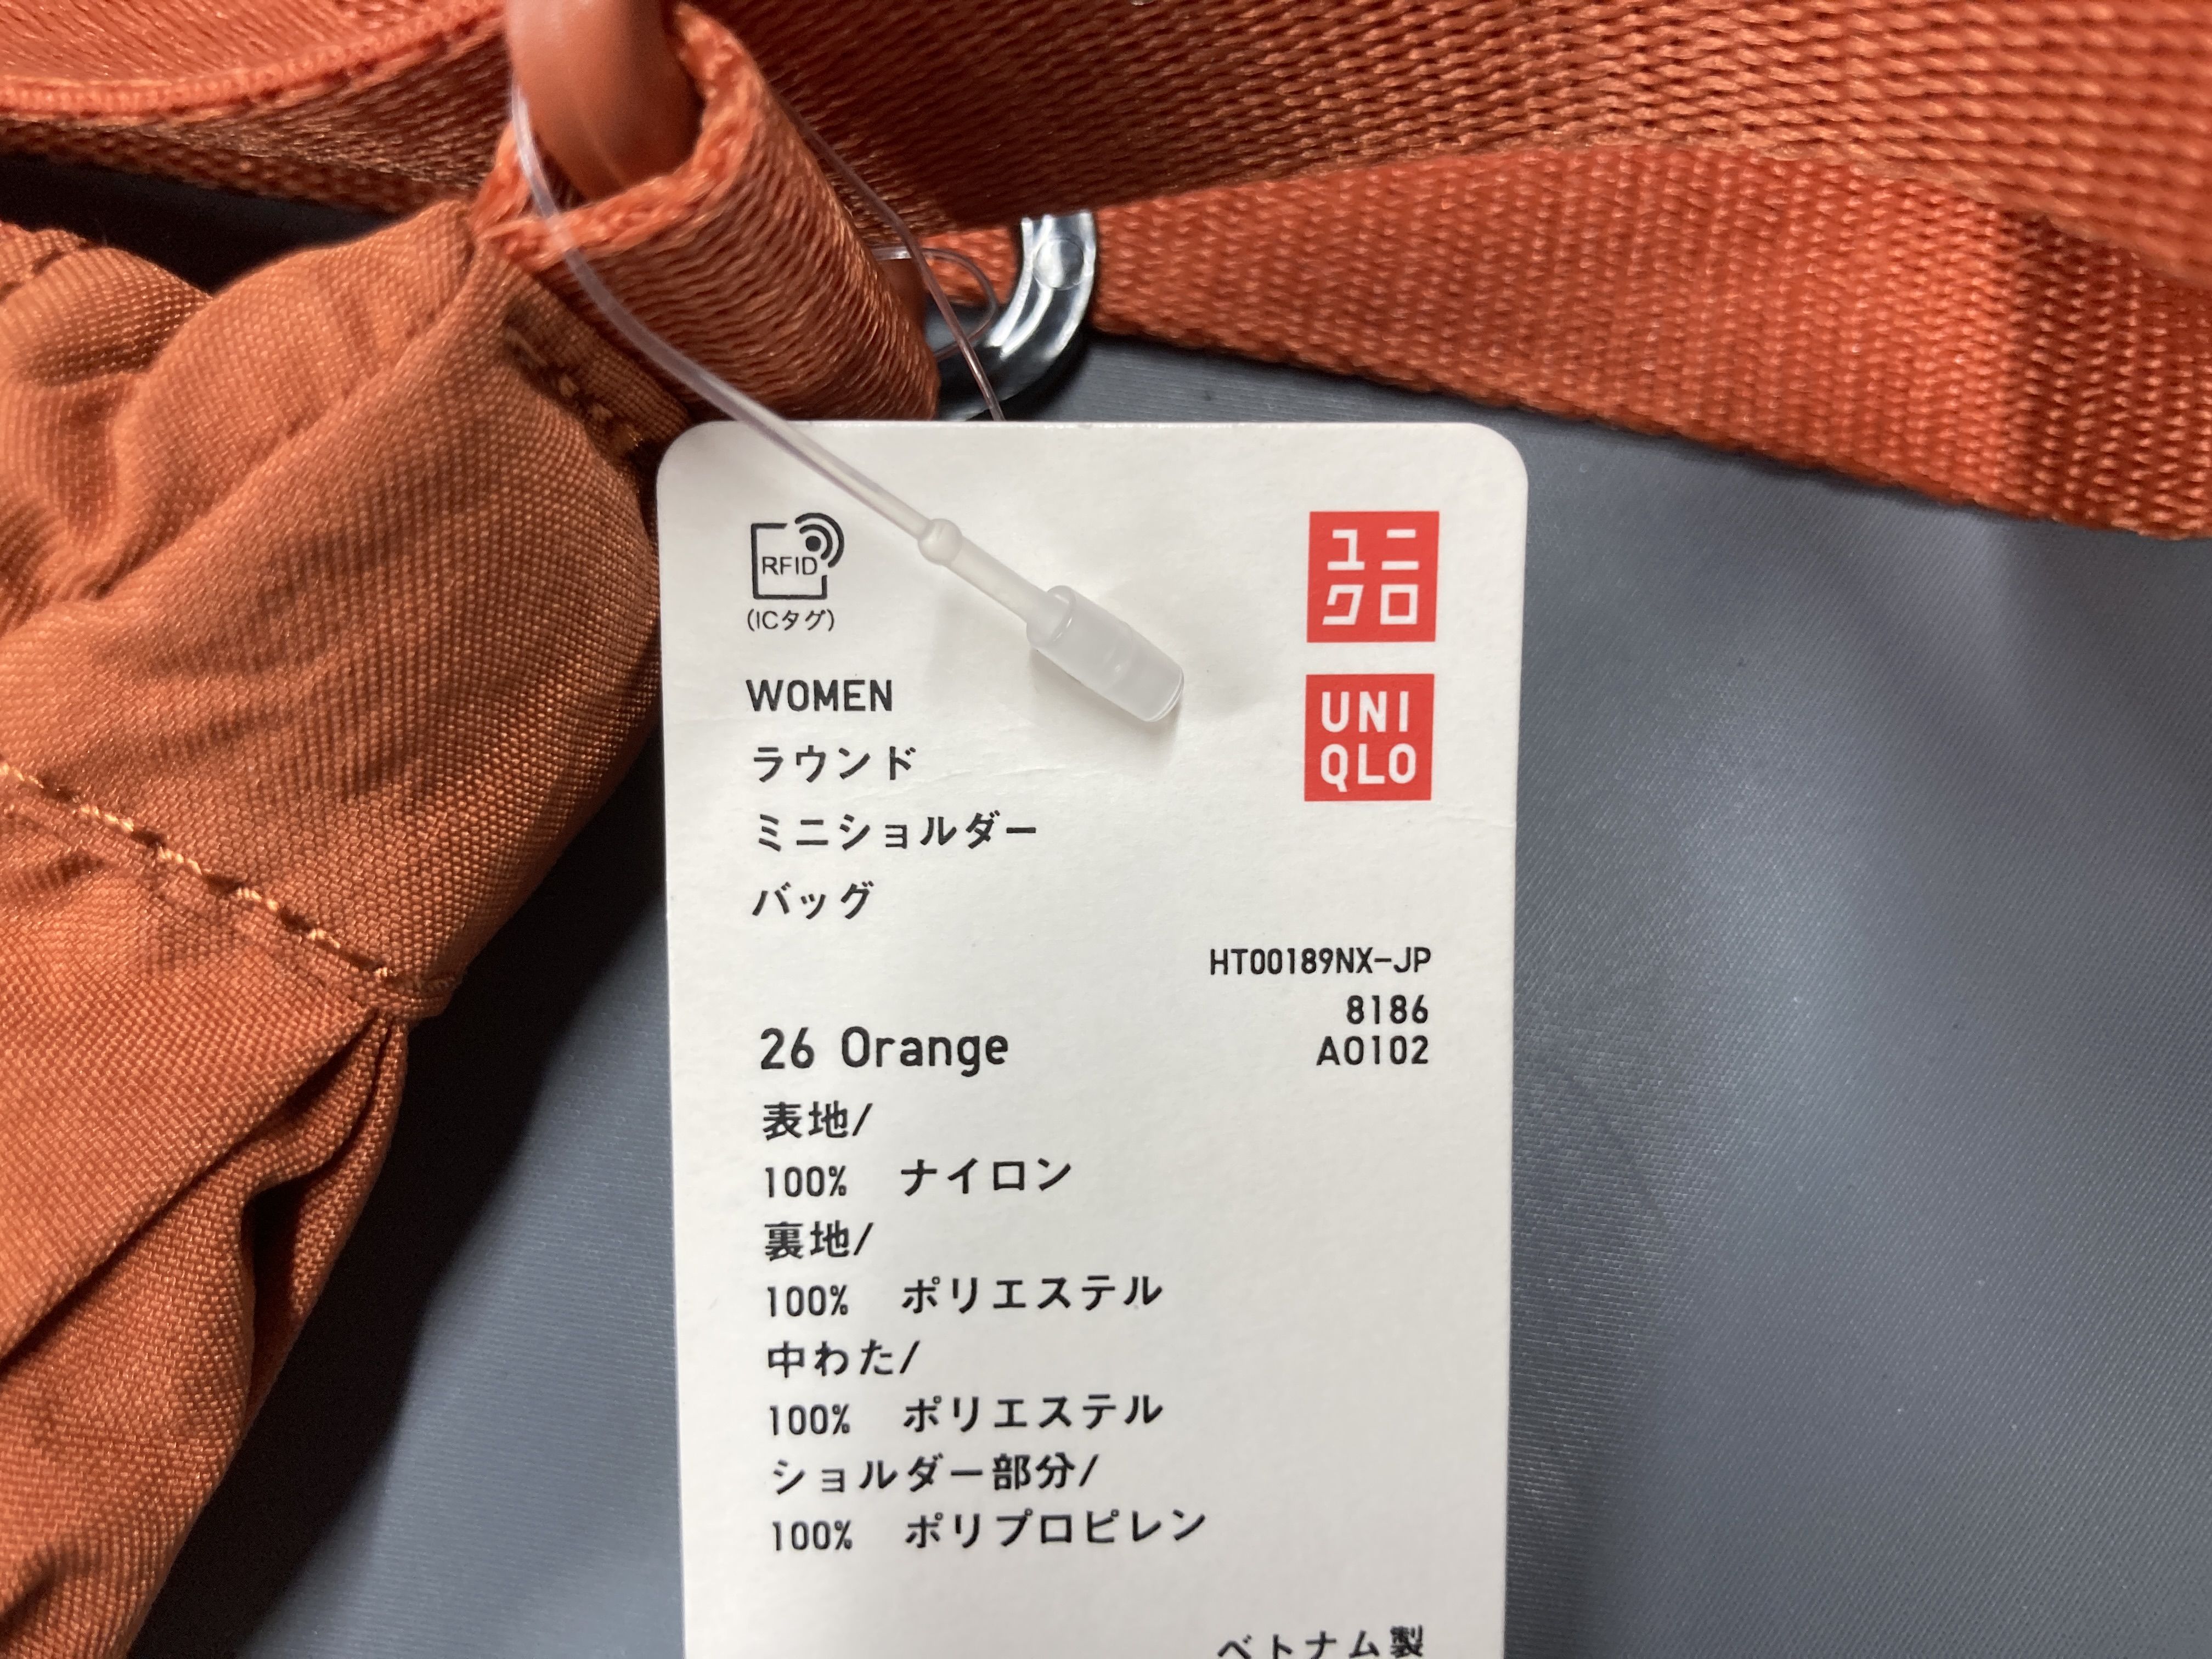 RFID
(ICタグ)
ユニ
クロ
UNI
QLO
WOMEN
ラウンド
ミニショルダー
バッグ
HT00189NX-JP
8186
AO102
26 Orange
表地/
100% ナイロン
裏地/
100% ポリエステル
中わた/
100% ポリエステル
ショルダー部分/
100% ポリプロピレン
ベトナム製